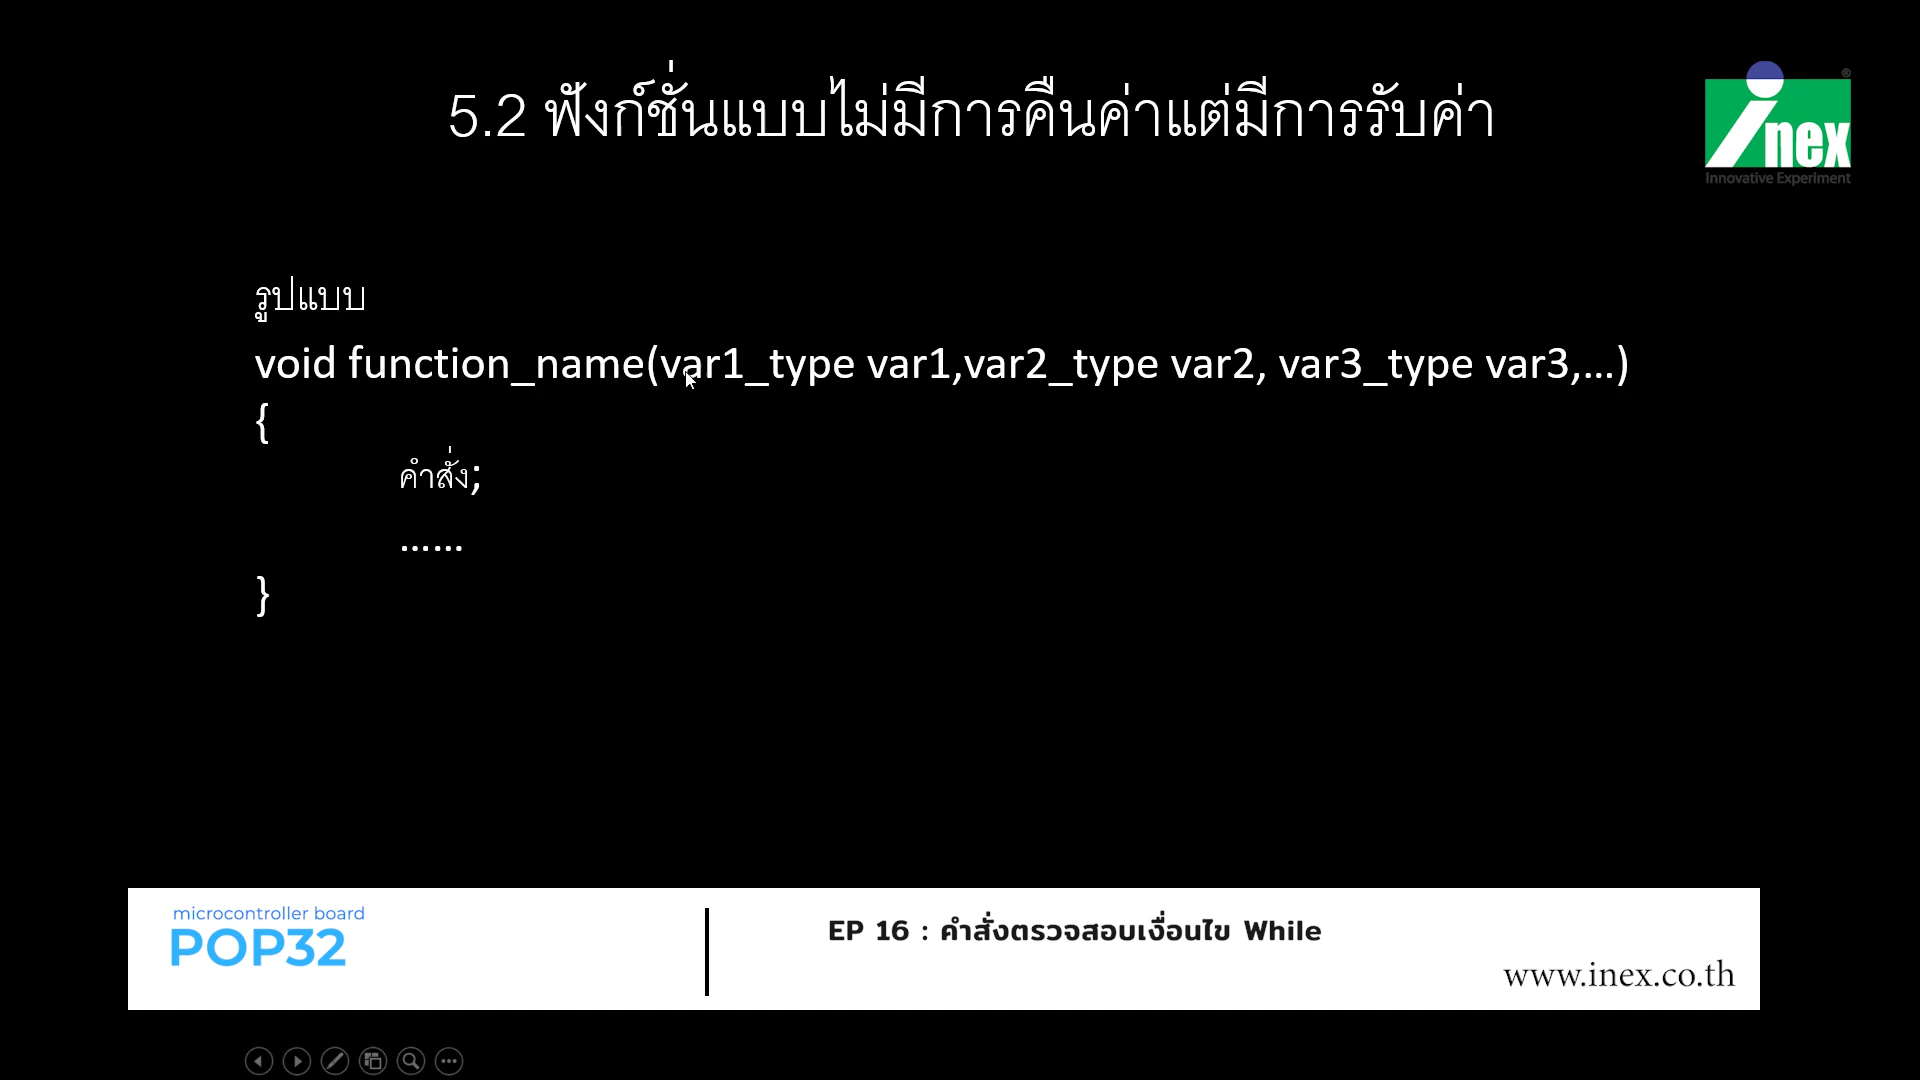 5.2 ฟังก์ชั่นแบบไม่มีการคืนค่าแต่มีการรับค่า
inex
®
Innovative Experiment
รูปแบบ
void function_name(var1_type var1,var2_type var2, var3_type var3,...)
{
คำสั่ง;
......
}
microcontroller board
POP32
EP 16 : คำสั่งตรวจสอบเงื่อนไข While
www.inex.co.th